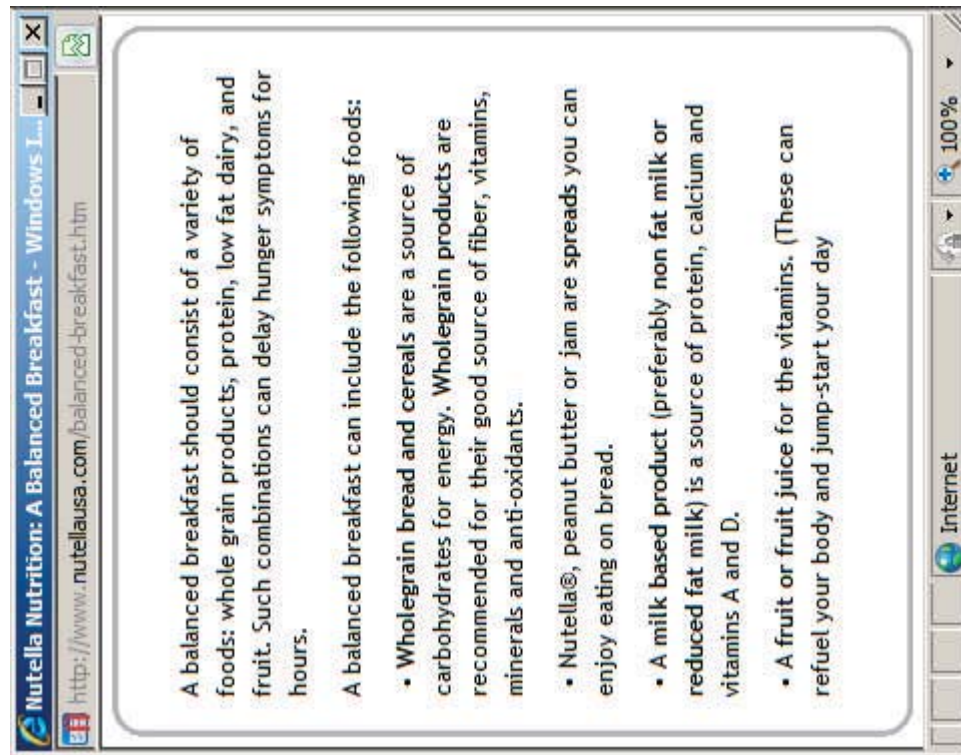 Nutella Nutrition: A Balanced Breakfast - Windows I...
http://www.nutellausa.com/balanced-breakfast.htm
A balanced breakfast should consist of a variety of
foods: whole grain products, protein, low fat dairy, and
fruit. Such combinations can delay hunger symptoms for
hours.
A balanced breakfast can include the following foods:
• Wholegrain bread and cereals are a source of
carbohydrates for energy. Wholegrain products are
recommended for their good source of fiber, vitamins,
minerals and anti-oxidants.
• Nutella®, peanut butter or jam are spreads you can
enjoy eating on bread.
• A milk based product (preferably non fat milk or
reduced fat milk) is a source of protein, calcium and
vitamins A and D.
• A fruit or fruit juice for the vitamins. (These can
refuel your body and jump-start your day
Internet 100%